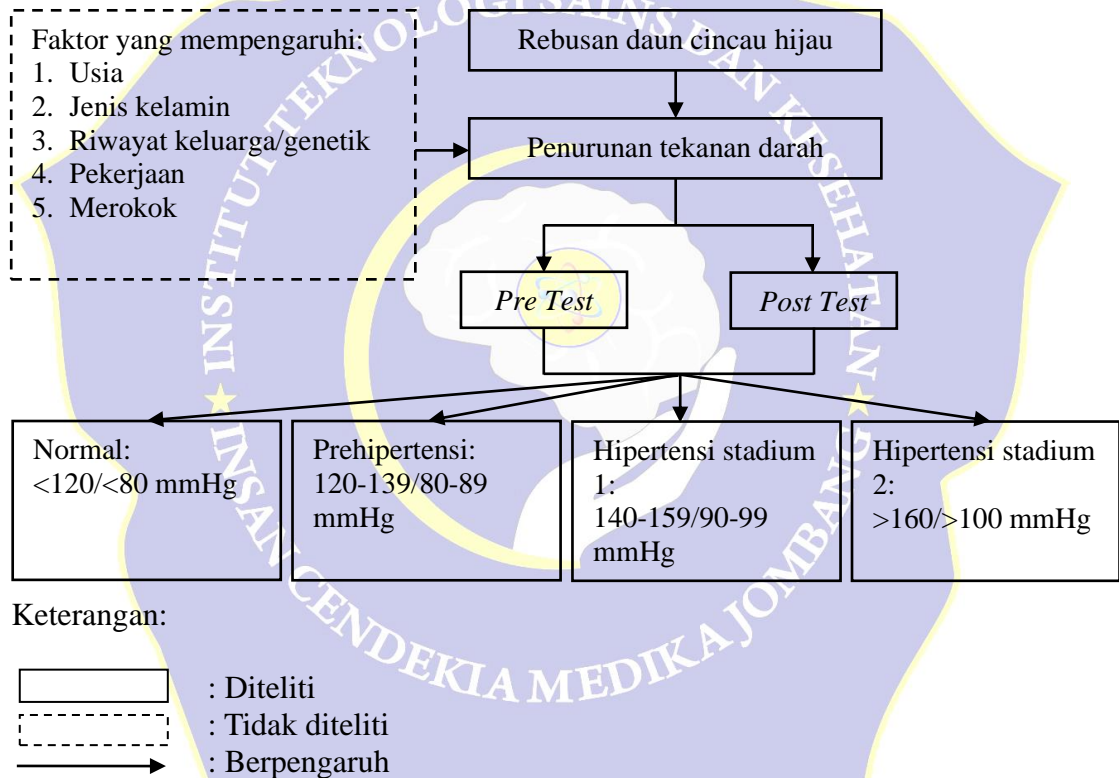 Faktor yang mempengaruhi:
1. Usia
2. Jenis kelamin
3. Riwayat keluarga/genetik
4. Pekerjaan
5. Merokok
Rebusan daun cincau hijau
Penurunan tekanan darah
Pre Test
Post Test
Normal:
<120/<80 mmHg
Prehipertensi:
120-139/80-89
mmHg
Hipertensi stadium
1:
140-159/90-99
mmHg
Hipertensi stadium
2:
>160/>100 mmHg
Keterangan:
: Diteliti
: Tidak diteliti
: Berpengaruh
INSTITUT TEKNOLOGI SAINS DAN KESEHATAN
INSAN CENDEKIA MEDIKA JOMBANG